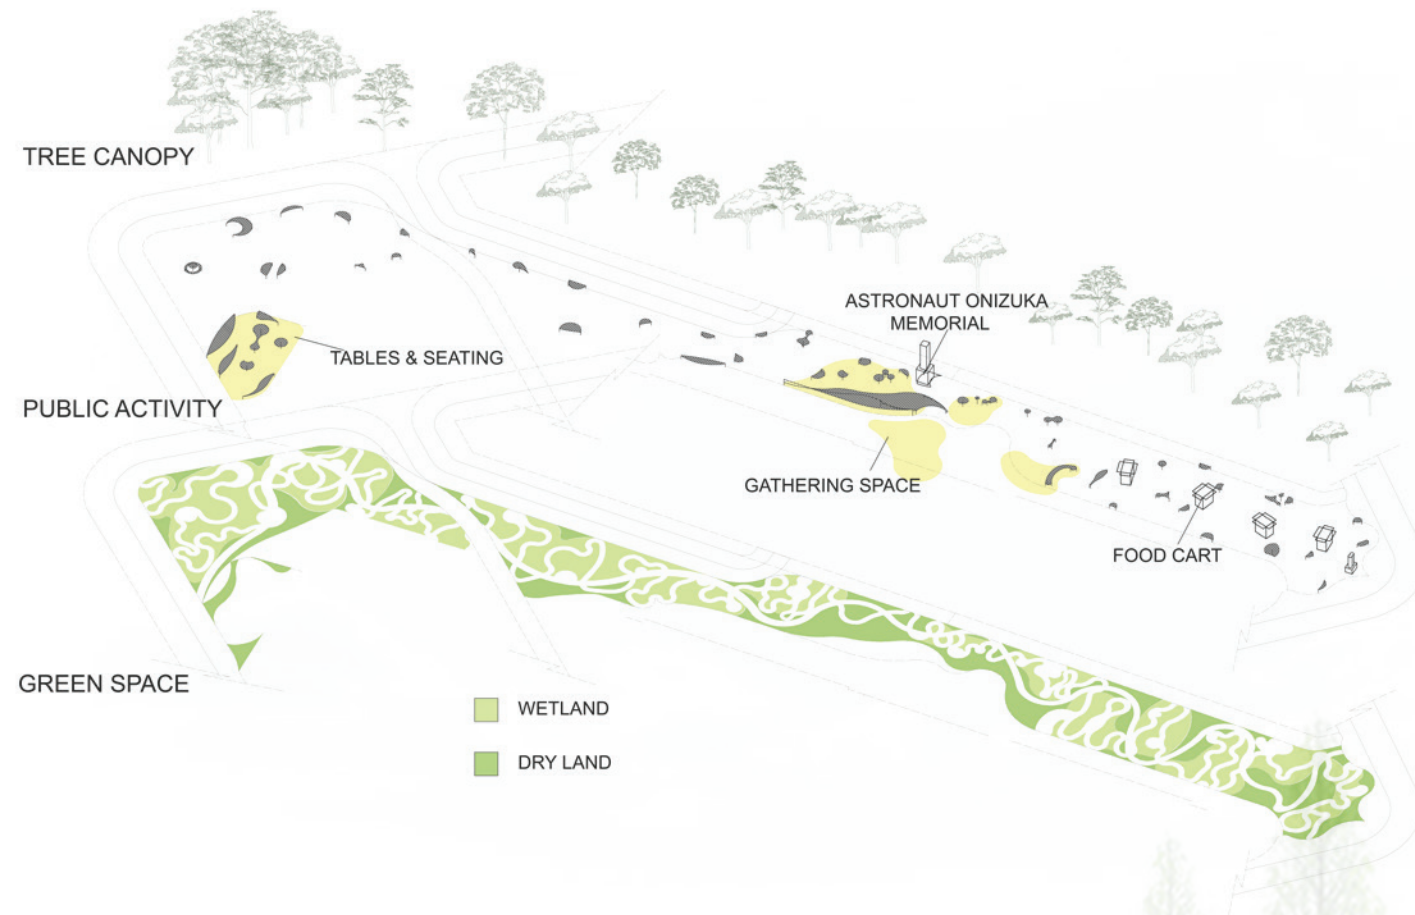 TREE CANOPY
ASTRONAUT ONIZUKA
MEMORIAL
TABLES & SEATING
PUBLIC ACTIVITY
GATHERING SPACE
FOOD CART
GREEN SPACE
WETLAND
DRY LAND